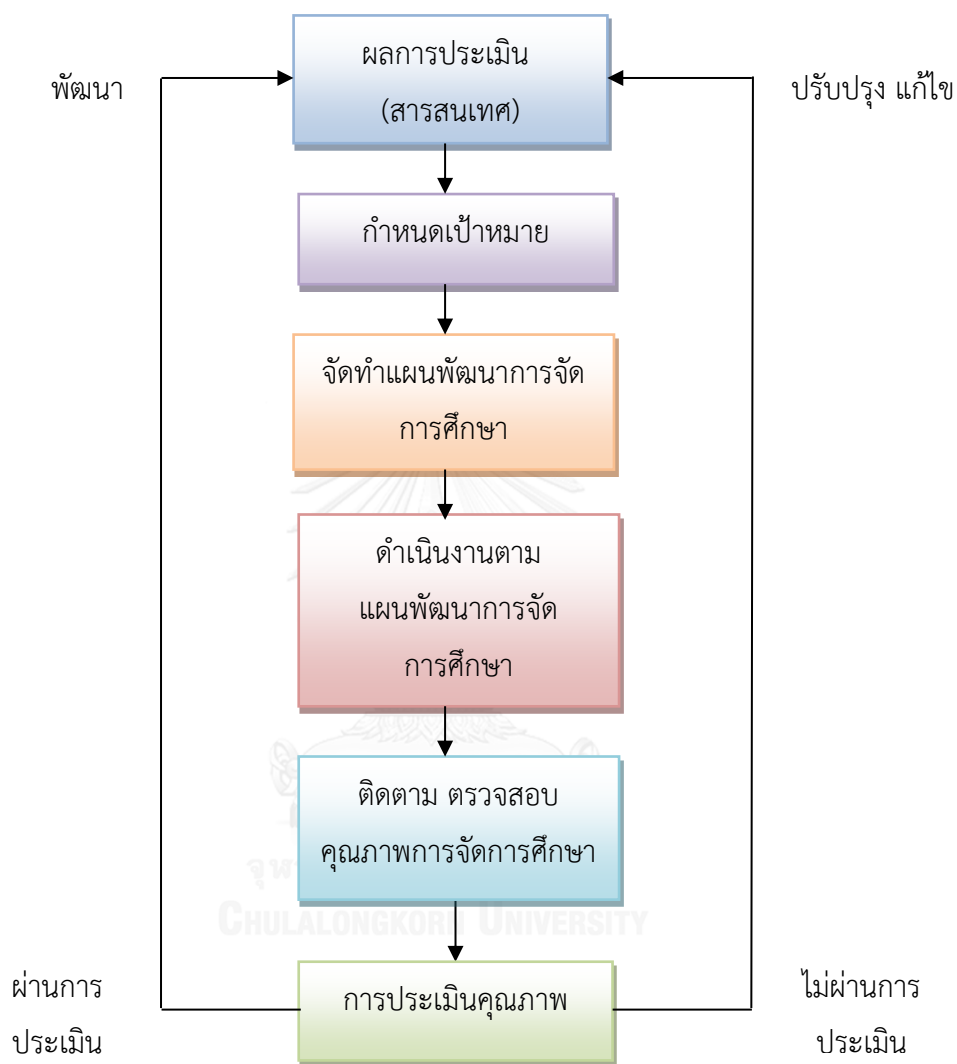 ผลการประเมิน
(สารสนเทศ)
พัฒนา
ปรับปรุง แก้ไข
กำหนดเป้าหมาย
จัดทำแผนพัฒนาการจัด
การศึกษา
ดำเนินงานตาม
แผนพัฒนาการจัด
การศึกษา
ติดตาม ตรวจสอบ
คุณภาพการจัดการศึกษา
CHULALONGKORN UNIVERSITY
ผ่านการ
ประเมิน
การประเมินคุณภาพ
ไม่ผ่านการ
ประเมิน